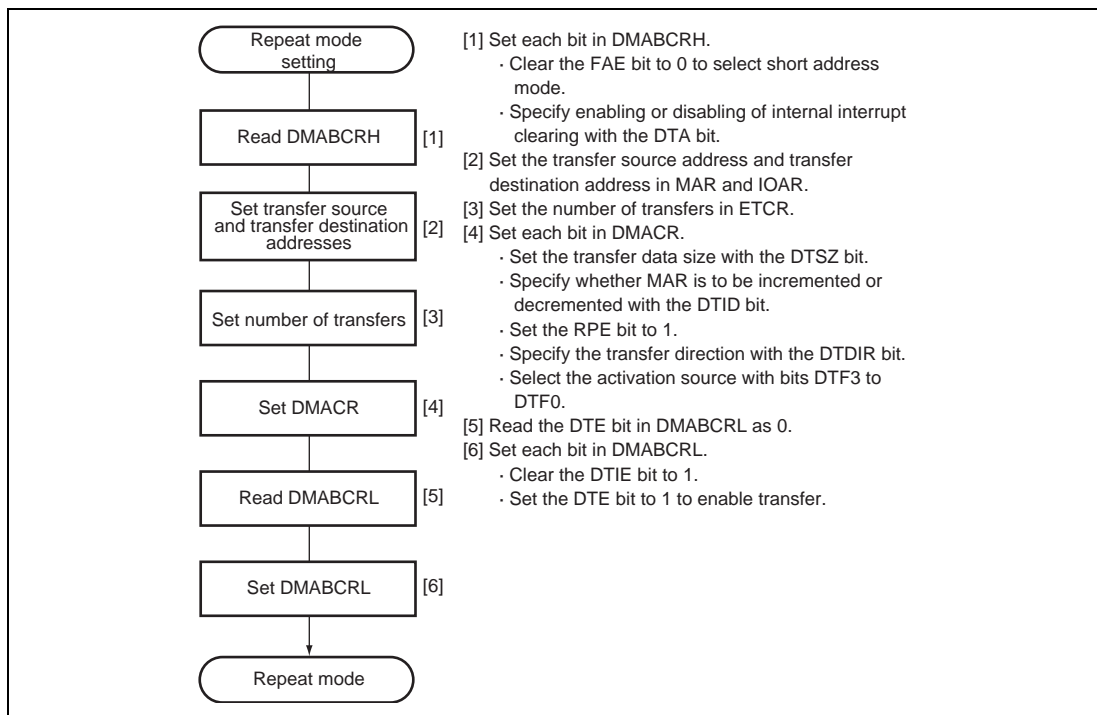 Repeat mode
setting
Read DMABCRH
[1]
Set transfer source
and transfer destination
addresses
[2]
Set number of transfers
[3]
Set DMACR
[4]
Read DMABCRL
[5]
Set DMABCRL
[6]
Repeat mode
[1] Set each bit in DMABCRH.
· Clear the FAE bit to 0 to select short address
mode.
· Specify enabling or disabling of internal interrupt
clearing with the DTA bit.
[2] Set the transfer source address and transfer
destination address in MAR and IOAR.
[3] Set the number of transfers in ETCR.
[4] Set each bit in DMACR.
· Set the transfer data size with the DTSZ bit.
· Specify whether MAR is to be incremented or
decremented with the DTID bit.
· Set the RPE bit to 1.
· Specify the transfer direction with the DTDIR bit.
· Select the activation source with bits DTF3 to
DTF0.
[5] Read the DTE bit in DMABCRL as 0.
[6] Set each bit in DMABCRL.
· Clear the DTIE bit to 1.
· Set the DTE bit to 1 to enable transfer.